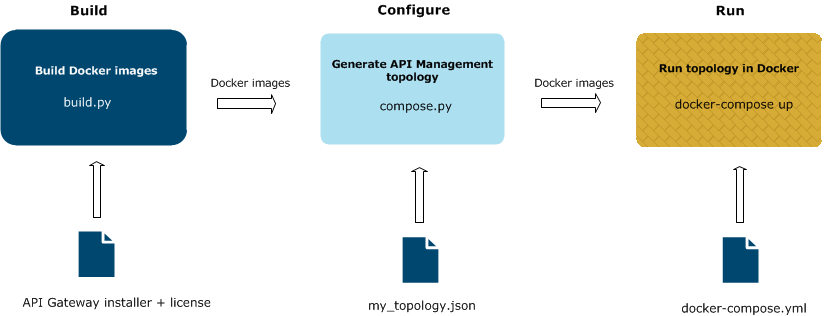 Build
Configure
Run
Build Docker images
build.py
Docker images
Generate API Management
topology
compose.py
Docker images
Run topology in Docker
docker-compose up
API Gateway installer + license
my_topology.json
docker-compose.yml